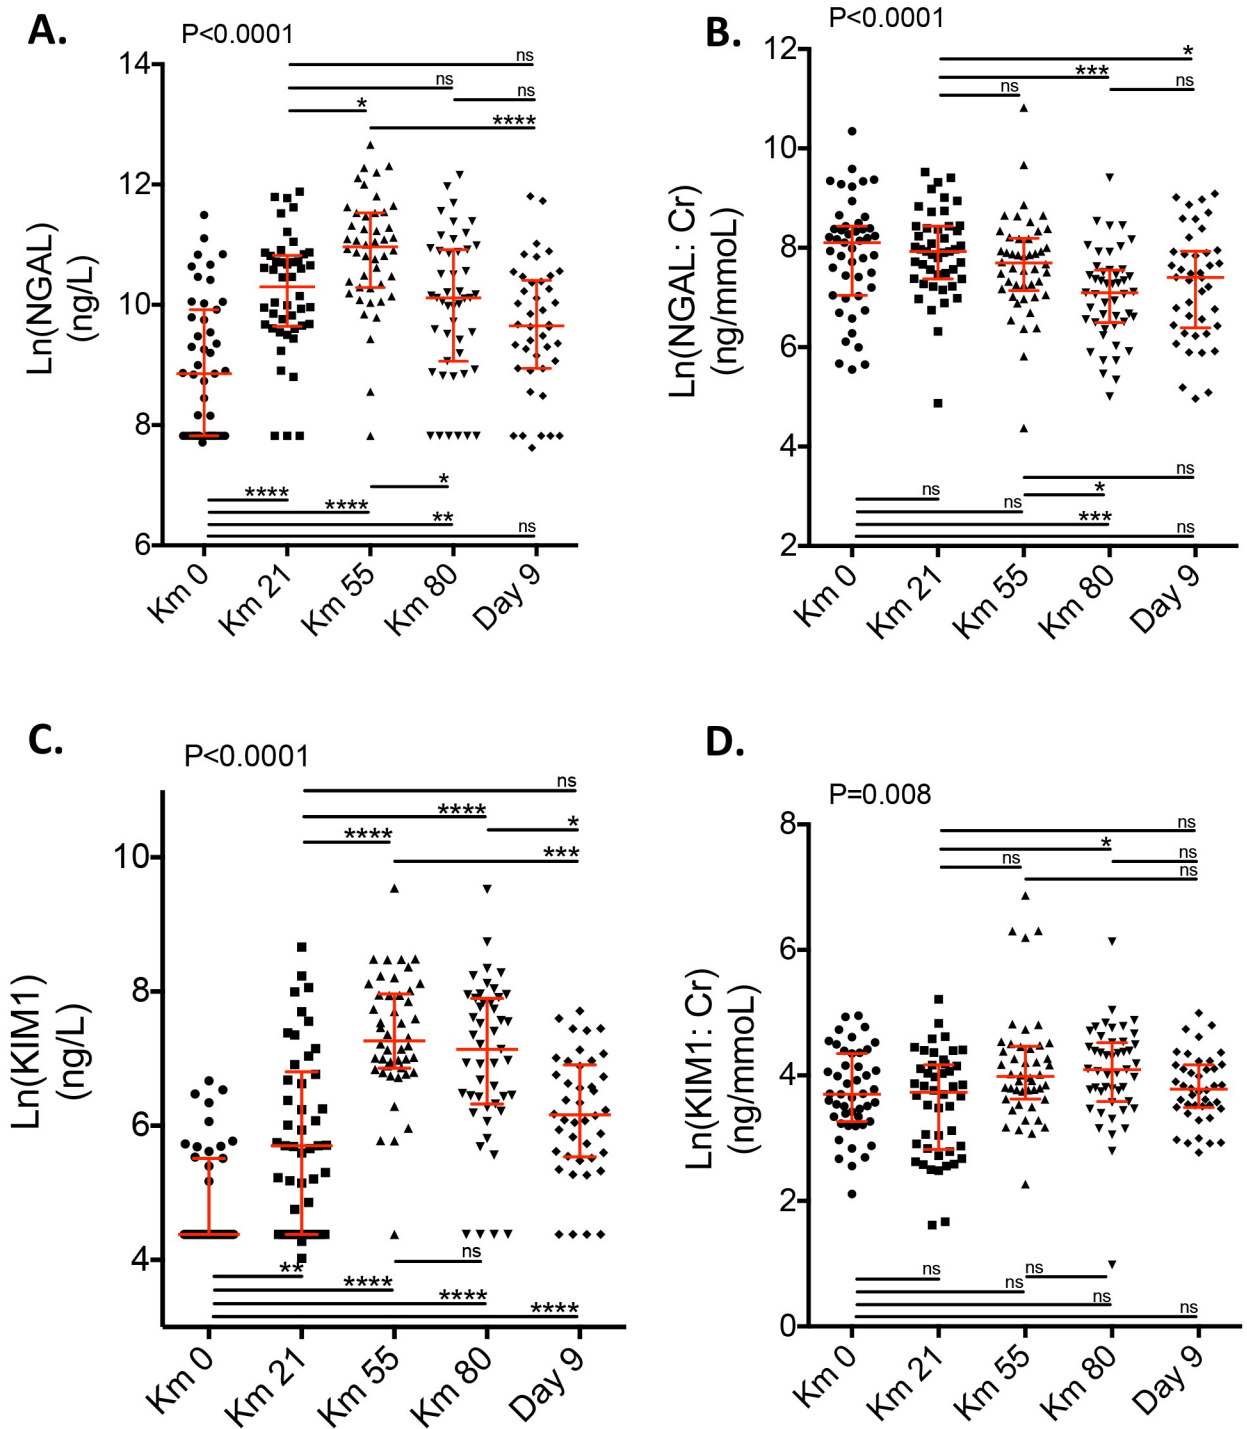 A.
P<0.0001
Ln(NGAL)
(ng/L)
14
12
10
8
6
ns
ns
ns
*
****
*
****
****
**
ns
Km 0
Km 21
Km 55
Km 80
Day 9
B.
P<0.0001
Ln(NGAL: Cr)
(ng/mmoL)
12
10
8
6
4
2
*
***
ns
ns
ns
ns
*
ns
***
ns
Km 0
Km 21
Km 55
Km 80
Day 9
C.
P<0.0001
Ln(KIM1)
(ng/L)
10
8
6
4
ns
****
*
****
***
ns
**
****
****
****
Km 0
Km 21
Km 55
Km 80
Day 9
D.
P=0.008
Ln(KIM1: Cr)
(ng/mmoL)
8
6
4
2
0
ns
*
ns
ns
ns
ns
ns
ns
ns
ns
Km 0
Km 21
Km 55
Km 80
Day 9